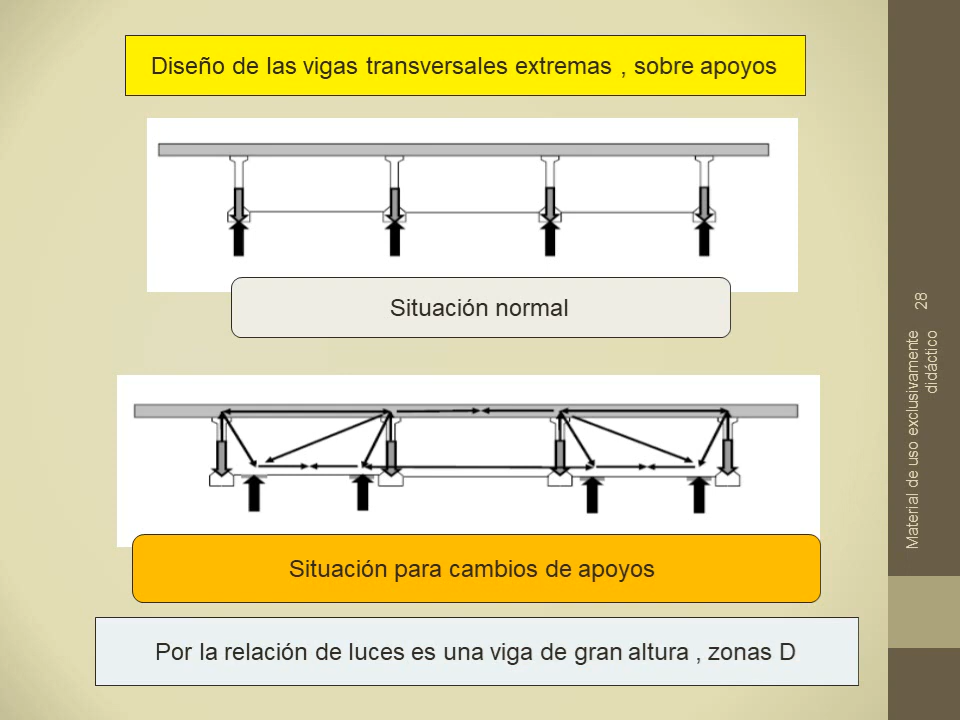 Diseño de las vigas transversales extremas , sobre apoyos
Situación normal
Situación para cambios de apoyos
Por la relación de luces es una viga de gran altura , zonas D
Material de uso exclusivamente
didáctico
28